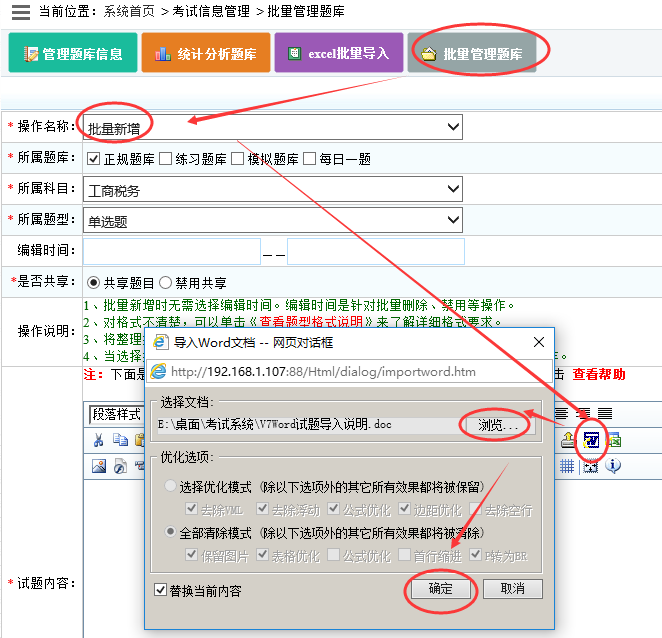 当前位置：系统首页 >考试信息管理 >批量管理题库
管理题库信息 统计分析题库 excel批量导入 批量管理题库
* 操作名称： 批量新增
* 所属题库： 正规题库 练习题库 模拟题库 每日一题
* 所属科目： 工商税务
* 所属题型： 单选题
编辑时间： ——
*是否共享： 共享题目 禁用共享
操作说明： 1、批量新增时无需选择编辑时间。编辑时间是针对批量删除、禁用等操作。
2、对格式不清楚，可以单击《查看题型格式说明》来了解详细格式要求。
3、将整理
4、当选择 作。
注：下面是 击 查看帮助
段落样式
* 试题内容：
导入Word文档 -- 网页对话框
http://192.168.1.107:88/Html/dialog/importword.htm
选择文档：
E:\桌面\考试系统\V7Word试题导入说明.doc 浏览...
优化选项：
选择优化模式（除以下选项外的其它所有效果都将被保留）
去除VML 去除浮动 公式优化 边距优化 去除空行
全部清除模式（除以下选项外的其它所有效果都将被清除）
保留图片 表格优化 公式优化 首行缩进 P转为BR
替换当前内容 确定 取消